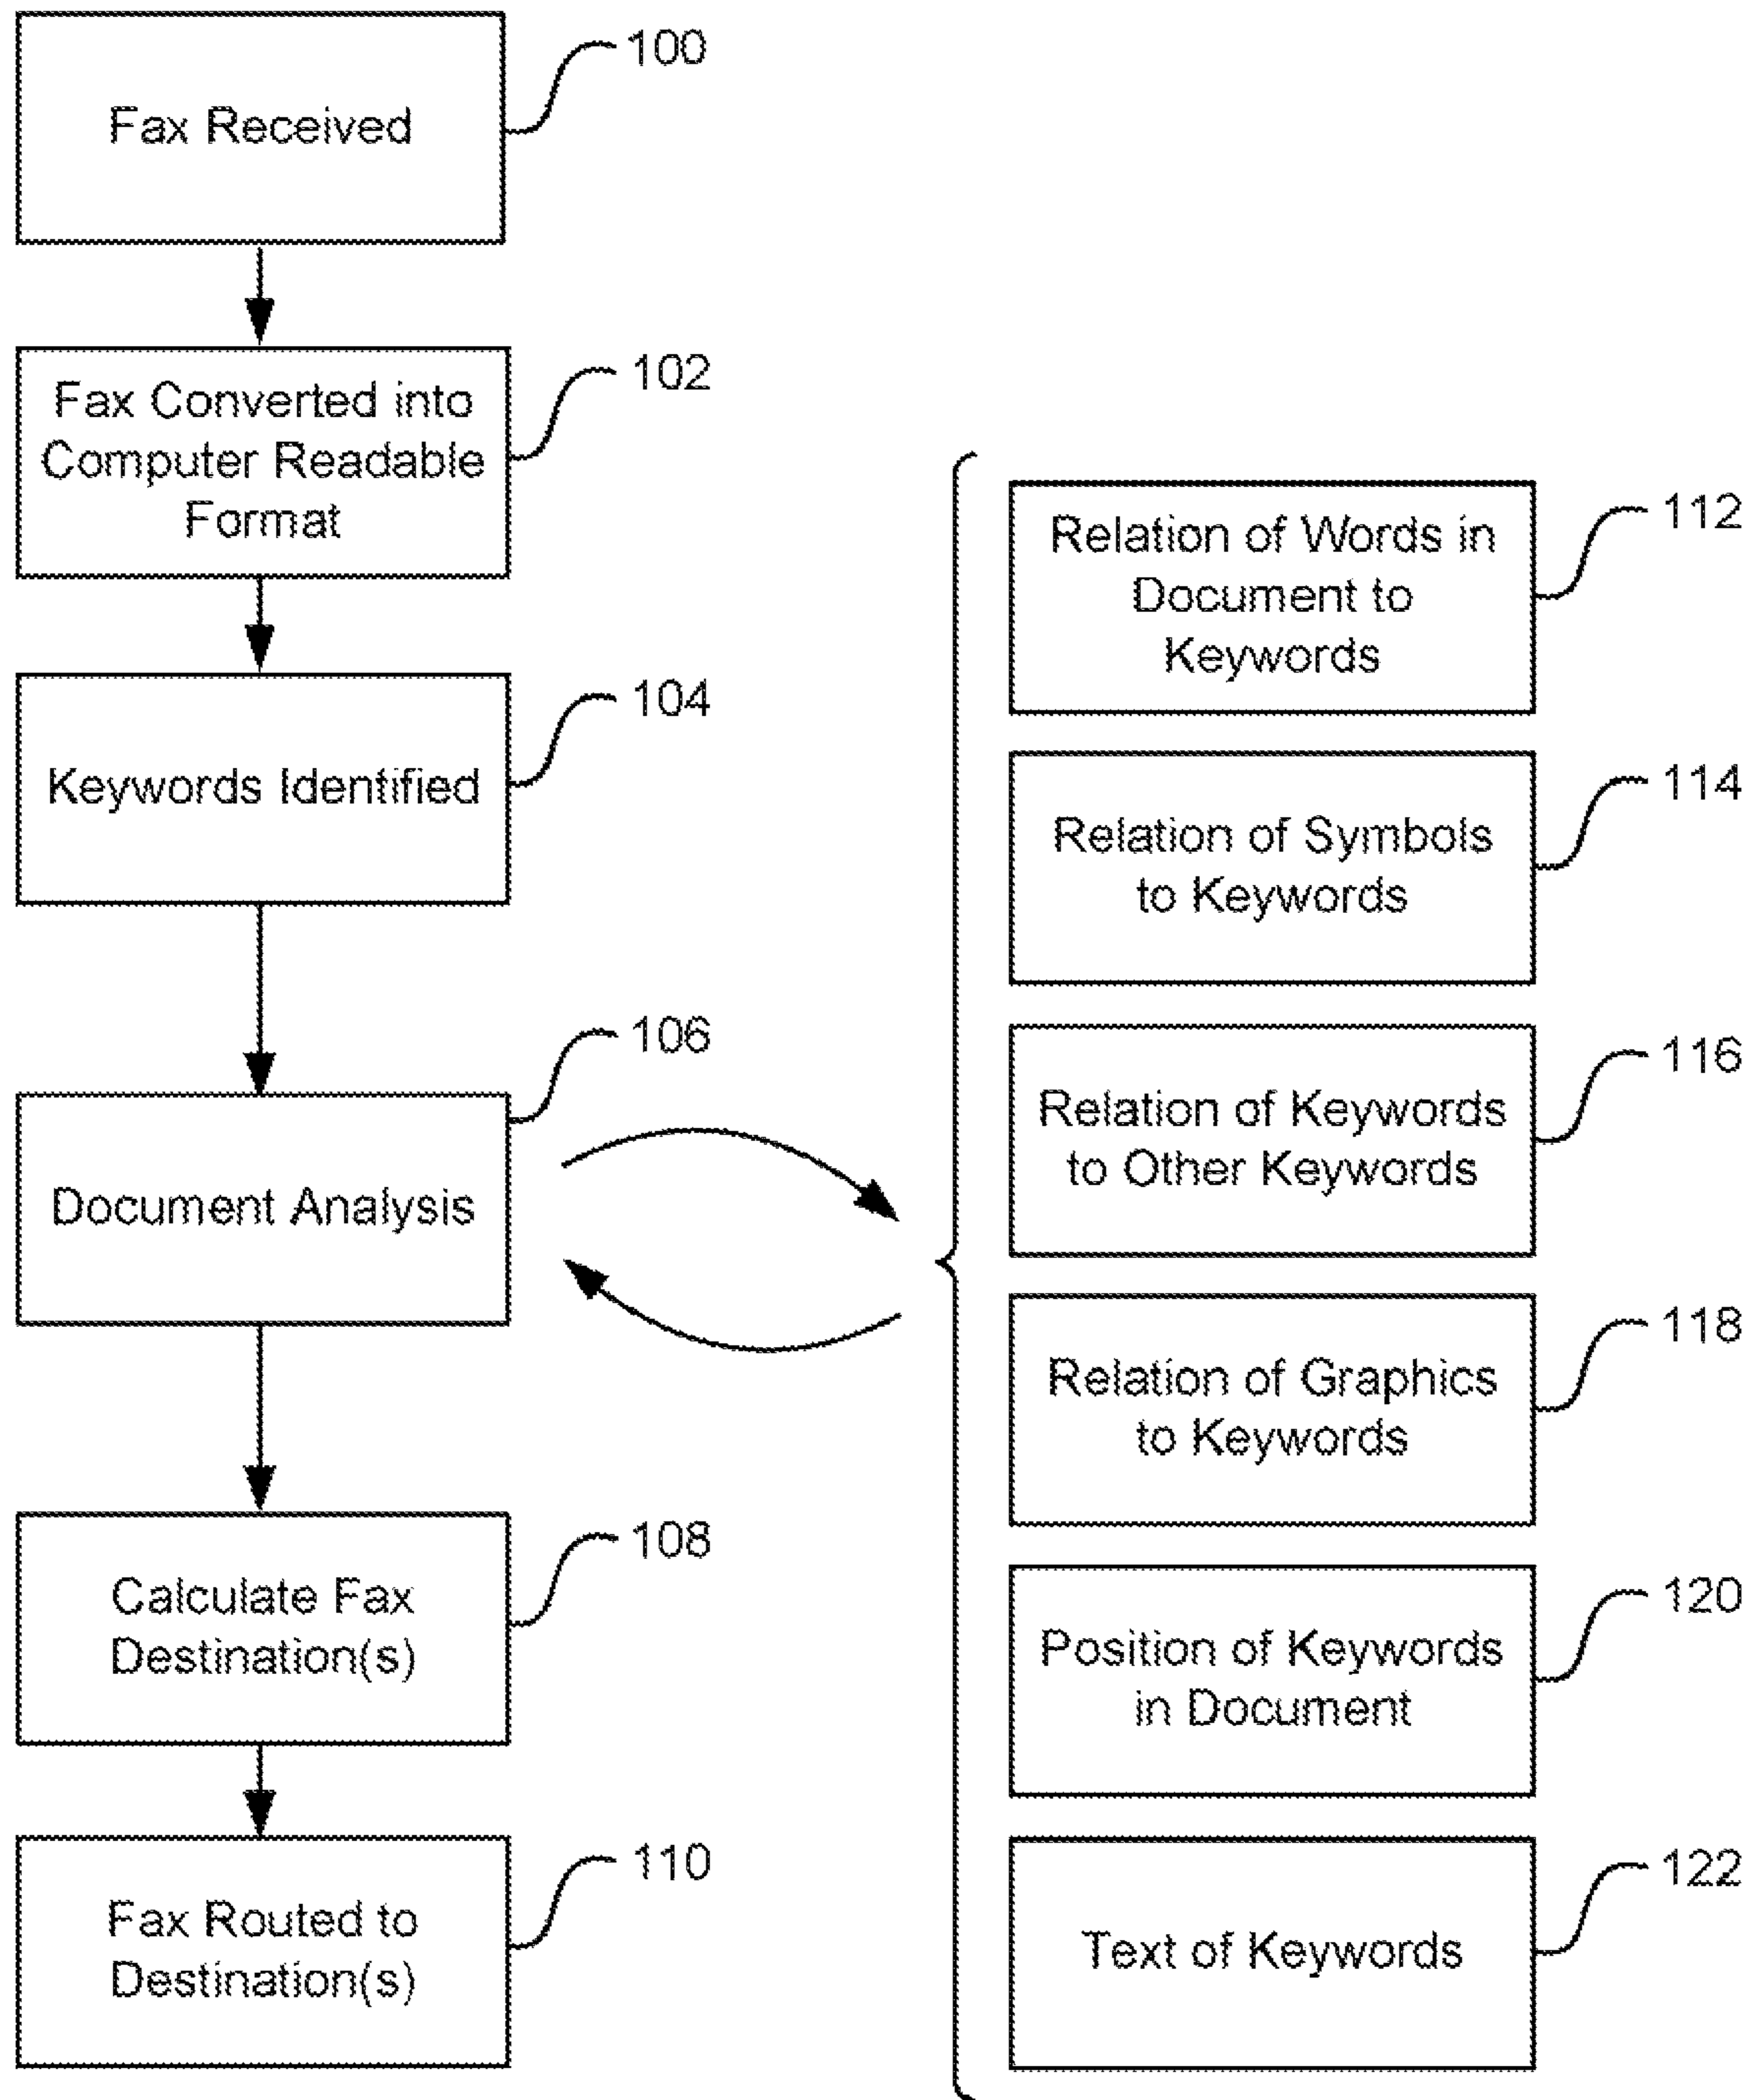 Fax Received
100
Fax Converted into
Computer Readable
Format
102
Keywords Identified
104
Document Analysis
106
Calculate Fax
Destination(s)
108
Fax Routed to
Destination(s)
110
Relation of Words in
Document to
Keywords
112
Relation of Symbols
to Keywords
114
Relation of Keywords
to Other Keywords
116
Relation of Graphics
to Keywords
118
Position of Keywords
in Document
120
Text of Keywords
122